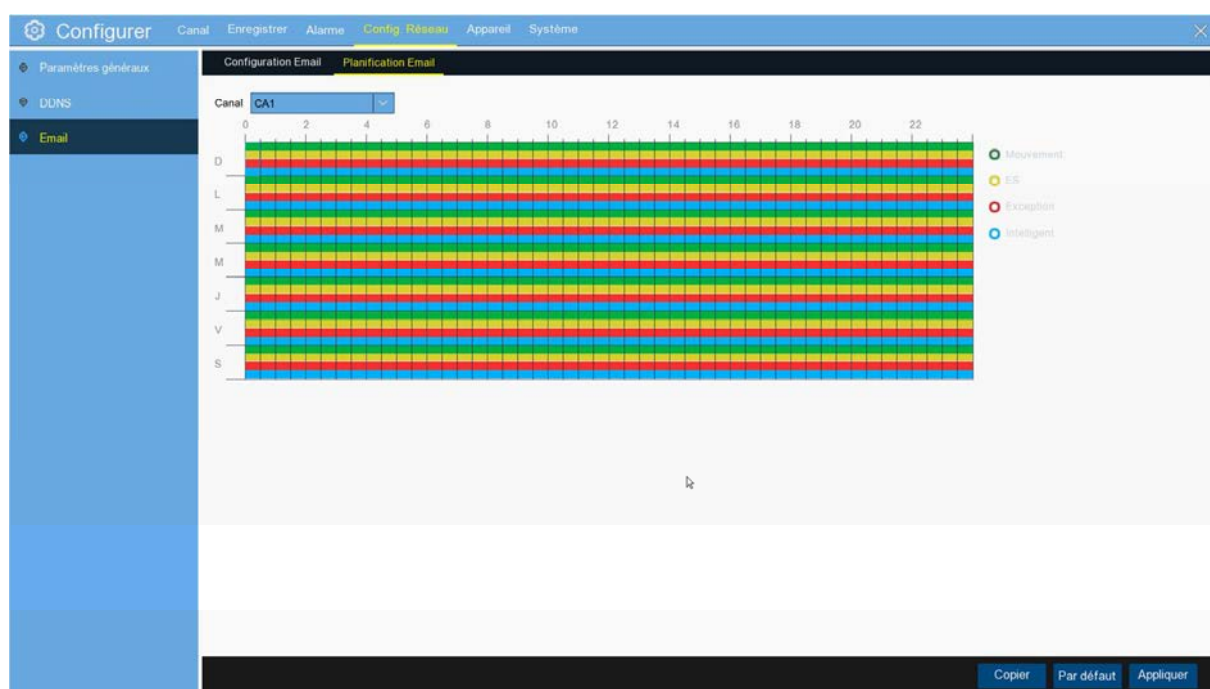 Configurer Canal Enregistrer Alarme Config. Réseau Appareil Système
Paramètres généraux
DDNS
Email
Configuration Email Planification Email
Canal CA1
0 2 4 6 8 10 12 14 16 18 20 22
D
L
M
M
J
V
S
Mouvement
ES
Exception
Intelligent
Copier Par défaut Appliquer